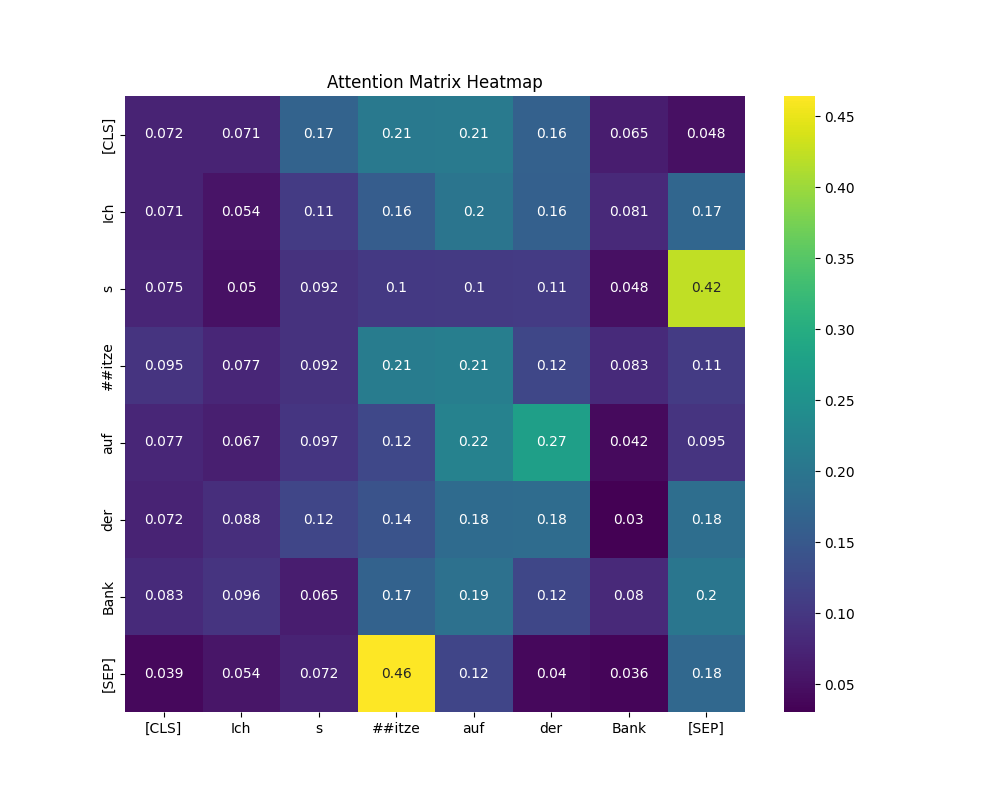 Attention Matrix Heatmap
[CLS] 0.072 0.071 0.17 0.21 0.21 0.16 0.065 0.048
Ich 0.071 0.054 0.11 0.16 0.2 0.16 0.081 0.17
s 0.075 0.05 0.092 0.1 0.1 0.11 0.048 0.42
##itze 0.095 0.077 0.092 0.21 0.21 0.12 0.083 0.11
auf 0.077 0.067 0.097 0.12 0.22 0.27 0.042 0.095
der 0.072 0.088 0.12 0.14 0.18 0.18 0.03 0.18
Bank 0.083 0.096 0.065 0.17 0.19 0.12 0.08 0.2
[SEP] 0.039 0.054 0.072 0.46 0.12 0.04 0.036 0.18
[CLS] Ich s ##itze auf der Bank [SEP]
0.45
0.40
0.35
0.30
0.25
0.20
0.15
0.10
0.05